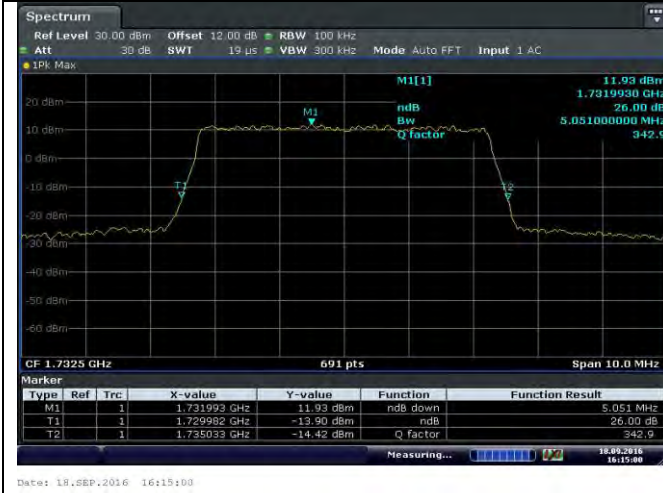 Spectrum
Ref Level 30.00 dBm Offset 12.00 dB RBW 100 kHz
Att 30 dB SWT 19 µs VBW 300 kHz Mode Auto FFT Input 1 AC
1Pk Max
M1[1] 11.93 dBm
1.7319930 GHz
20 dBm
ndB 26.00 dB
M1
Bw 5.051000000 MHz
10 dBm
Q factor 342.9
0 dBm
-10 dBm
T1
T2
-20 dBm
-30 dBm
-40 dBm
-50 dBm
-60 dBm
CF 1.7325 GHz 691 pts Span 10.0 MHz
Marker
Type Ref Trc X-value Y-value Function Function Result
M1 1 1.731993 GHz 11.93 dBm ndB down 5.051 MHz
T1 1 1.729982 GHz -13.90 dBm ndB 26.00 dB
T2 1 1.735033 GHz -14.42 dBm Q factor 342.9
Measuring... 18.09.2016
16:15:00
Date: 18.SEP.2016 16:15:00